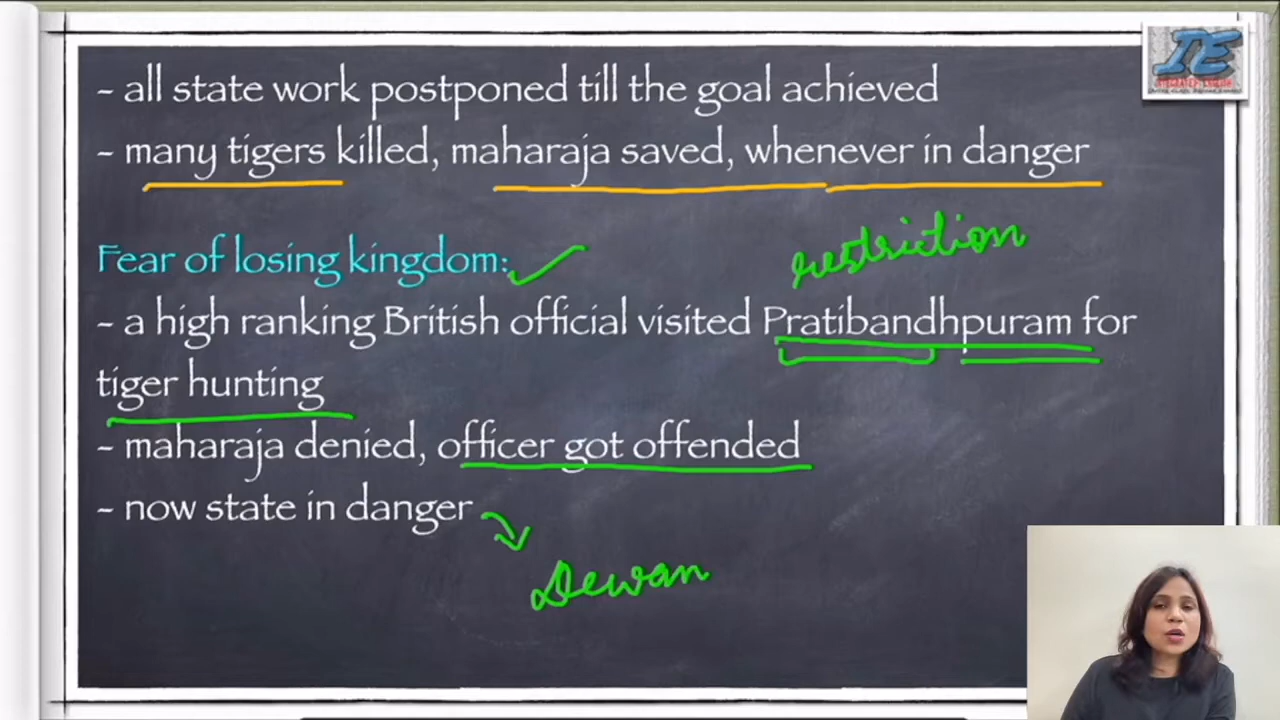 - all state work postponed till the goal achieved
IE
- many tigers killed, maharaja saved, whenever in danger
restriction
Fear of losing kingdom:
- a high ranking British official visited Pratibandhpuram for
tiger hunting
- maharaja denied, officer got offended
- now state in danger
Dewan